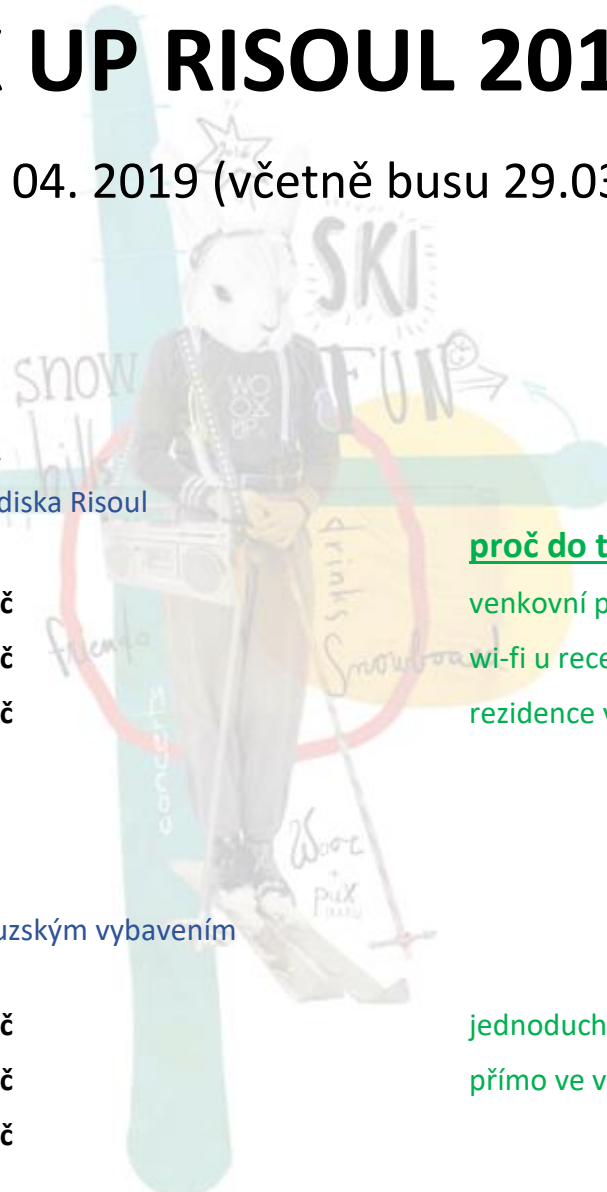 UP RISOUL 201
04. 2019 (včetně busu 29.03
SKI
FUN
snow
hills
diska Risoul
proč do t
č
venkovní p
drinks
č
friends
snowboard
wi-fi u rece
č
rezidence v
concerts
puX
uzským vybavením
č
jednoduch
č
přímo ve v
č